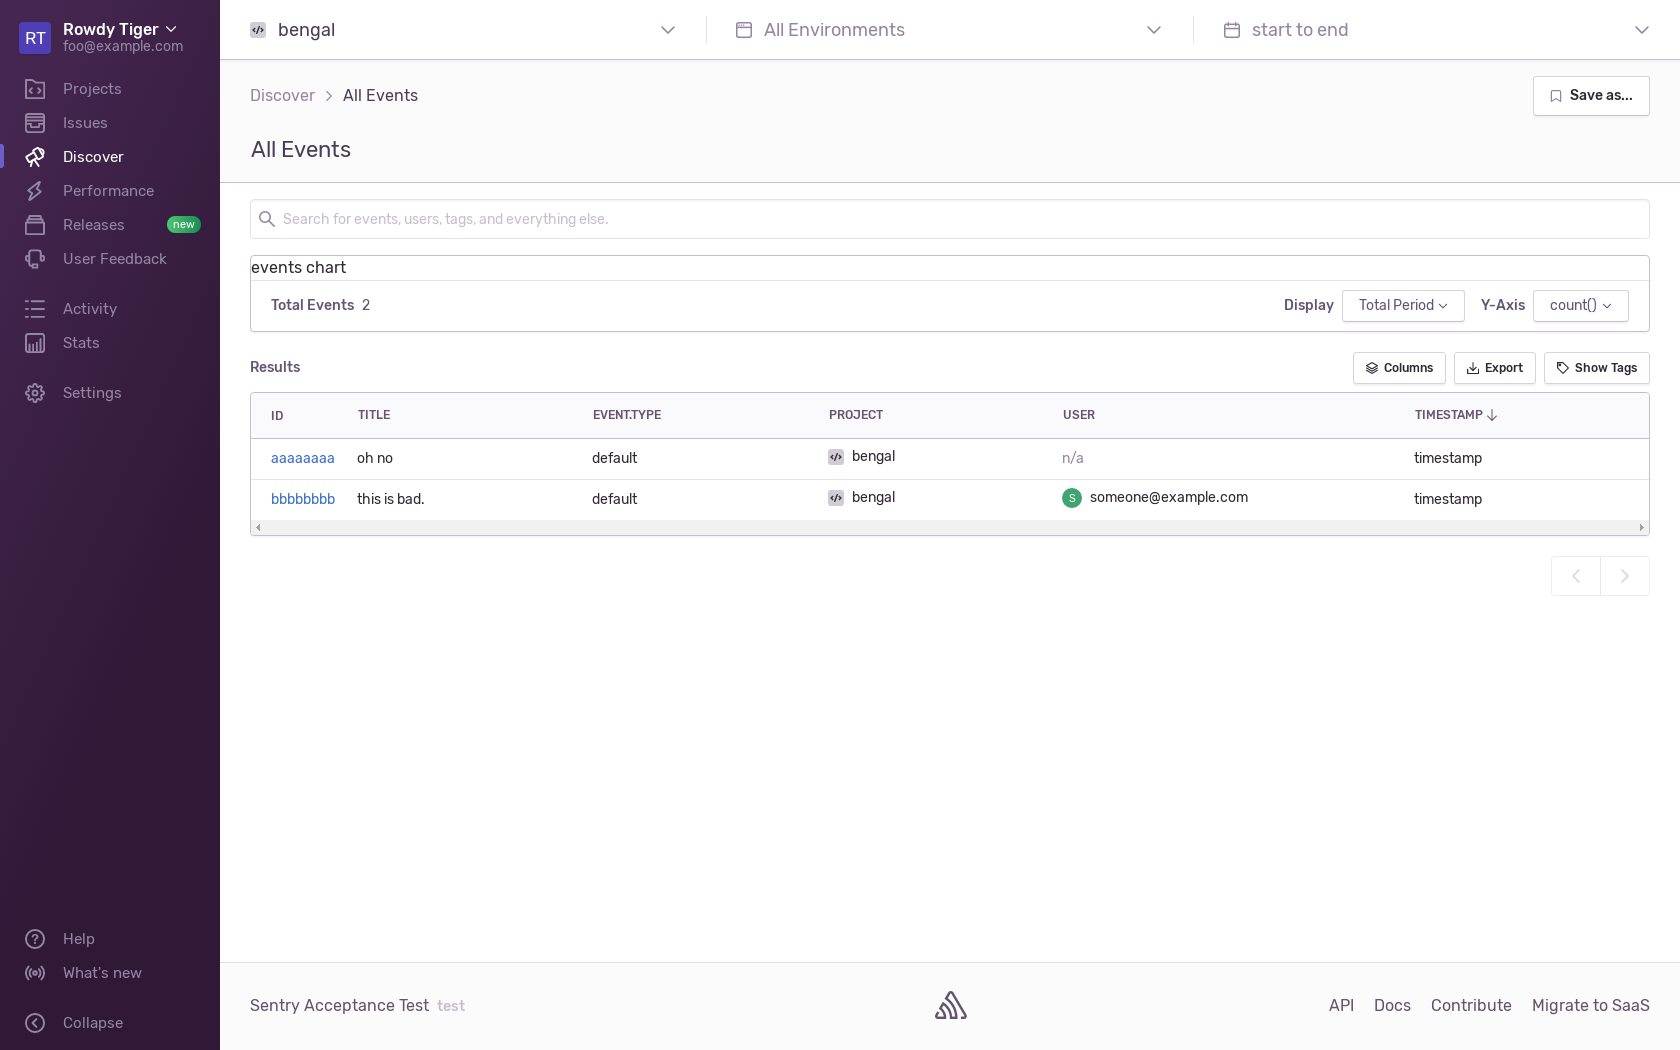 RT
Rowdy Tiger
foo@example.com
Projects
Issues
Discover
Performance
Releases new
User Feedback
Activity
Stats
Settings
Help
What's new
Collapse
bengal All Environments start to end
Discover All Events Save as...
All Events
Search for events, users, tags, and everything else.
events chart
Total Events 2 Display Total Period Y-Axis count()
Results Columns Export Show Tags
ID TITLE EVENT.TYPE PROJECT USER TIMESTAMP
aaaaaaaa oh no default bengal n/a timestamp
bbbbbbbb this is bad. default bengal S someone@example.com timestamp
Sentry Acceptance Test test API Docs Contribute Migrate to SaaS